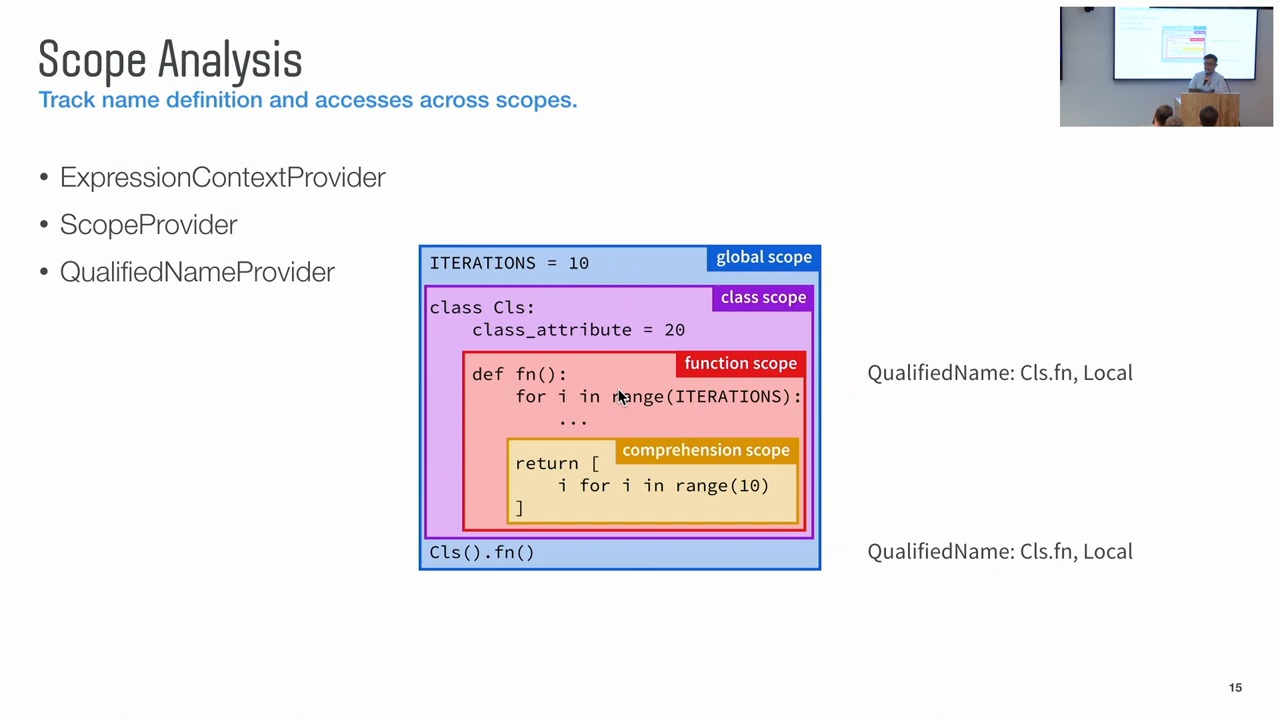 Scope Analysis
Track name definition and accesses across scopes.
• ExpressionContextProvider
• ScopeProvider
• QualifiedNameProvider
ITERATIONS = 10
global scope
class scope
class Cls:
class_attribute = 20
function scope
def fn():
QualifiedName: Cls.fn, Local
for i in range(ITERATIONS):
...
comprehension scope
return [
i for i in range(10)
]
Cls().fn()
QualifiedName: Cls.fn, Local
15